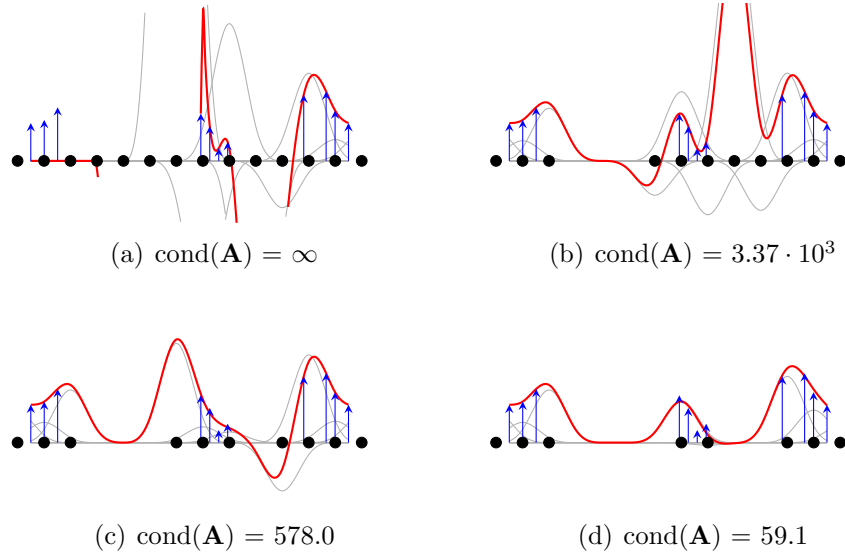 (a) cond(A) = ∞
(b) cond(A) = 3.37 · 10³
(c) cond(A) = 578.0
(d) cond(A) = 59.1